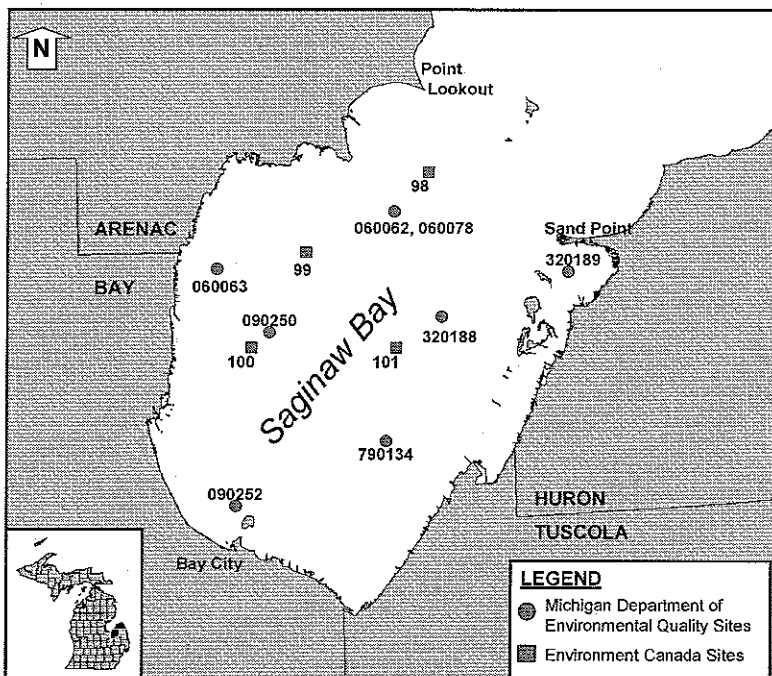 N
Point
Lookout
98
060062, 060078
Sand Point
ARENAC
320189
99
BAY
060063
090250
320188
100
101
Saginaw Bay
790134
090252
HURON
Bay City
TUSCOLA
LEGEND
Michigan Department of
Environmental Quality Sites
Environment Canada Sites